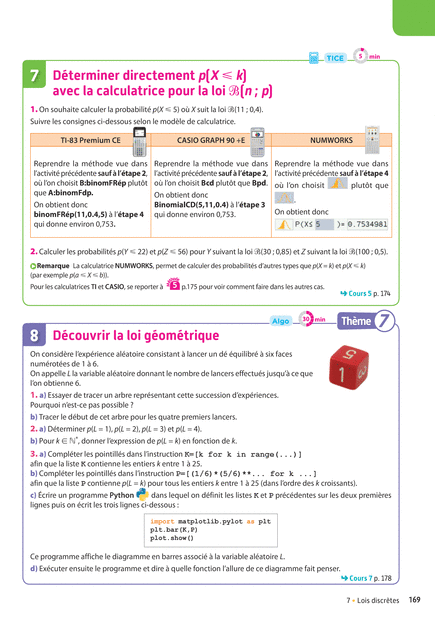 TICE 5 min
7 Déterminer directement p(X ⩽ k)
avec la calculatrice pour la loi ℬ(n ; p)
1. On souhaite calculer la probabilité p(X ⩽ 5) où X suit la loi ℬ(11 ; 0,4).
Suivre les consignes ci-dessous selon le modèle de calculatrice.
TI-83 Premium CE
Reprendre la méthode vue dans
l'activité précédente sauf à l'étape 2,
où l'on choisit B:binomFRép plutôt
que A:binomFdp.
On obtient donc
binomFRép(11,0.4,5) à l'étape 4
qui donne environ 0,753.
CASIO GRAPH 90 +E
Reprendre la méthode vue dans
l'activité précédente sauf à l'étape 2,
où l'on choisit Bcd plutôt que Bpd.
On obtient donc
BinomialCD(5,11,0.4) à l'étape 3
qui donne environ 0,753.
NUMWORKS
Reprendre la méthode vue dans
l'activité précédente sauf à l'étape 4
où l'on choisit plutôt que
.
On obtient donc
P(X≤ 5 )= 0.7534981
2. Calculer les probabilités p(Y ⩽ 22) et p(Z ⩽ 56) pour Y suivant la loi ℬ(30 ; 0,85) et Z suivant la loi ℬ(100 ; 0,5).
Remarque La calculatrice NUMWORKS, permet de calculer des probabilités d'autres types que p(X = k) et p(X ⩽ k)
(par exemple p(a ⩽ X ⩽ b)).
Pour les calculatrices TI et CASIO, se reporter à 5 p.175 pour voir comment faire dans les autres cas.
Cours 5 p. 174
Algo 30 min Thème 7
8 Découvrir la loi géométrique
On considère l'expérience aléatoire consistant à lancer un dé équilibré à six faces
numérotées de 1 à 6.
On appelle L la variable aléatoire donnant le nombre de lancers effectués jusqu'à ce que
l'on obtienne 6.
1. a) Essayer de tracer un arbre représentant cette succession d'expériences.
Pourquoi n'est-ce pas possible ?
b) Tracer le début de cet arbre pour les quatre premiers lancers.
2. a) Déterminer p(L = 1), p(L = 2), p(L = 3) et p(L = 4).
b) Pour k ∈ ℕ*, donner l'expression de p(L = k) en fonction de k.
3. a) Compléter les pointillés dans l'instruction K=[k for k in range(...)]
afin que la liste K contienne les entiers k entre 1 à 25.
b) Compléter les pointillés dans l'instruction P=[(1/6)*(5/6)**... for k ...]
afin que la liste P contienne p(L = k) pour tous les entiers k entre 1 à 25 (dans l'ordre des k croissants).
c) Écrire un programme Python dans lequel on définit les listes K et P précédentes sur les deux premières
lignes puis on écrit les trois lignes ci-dessous :
import matplotlib.pylot as plt
plt.bar(K,P)
plot.show()
Ce programme affiche le diagramme en barres associé à la variable aléatoire L.
d) Exécuter ensuite le programme et dire à quelle fonction l'allure de ce diagramme fait penser.
Cours 7 p. 178
7 • Lois discrètes 169